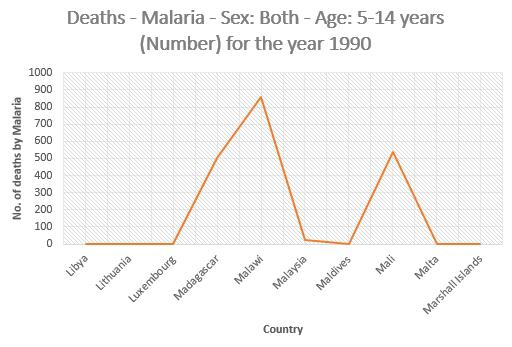 Deaths - Malaria - Sex: Both - Age: 5-14 years
(Number) for the year 1990
No. of deaths by Malaria
1000
900
800
700
600
500
400
300
200
100
0
Libya
Lithuania
Luxembourg
Madagascar
Malawi
Malaysia
Maldives
Mali
Malta
Marshall Islands
Country